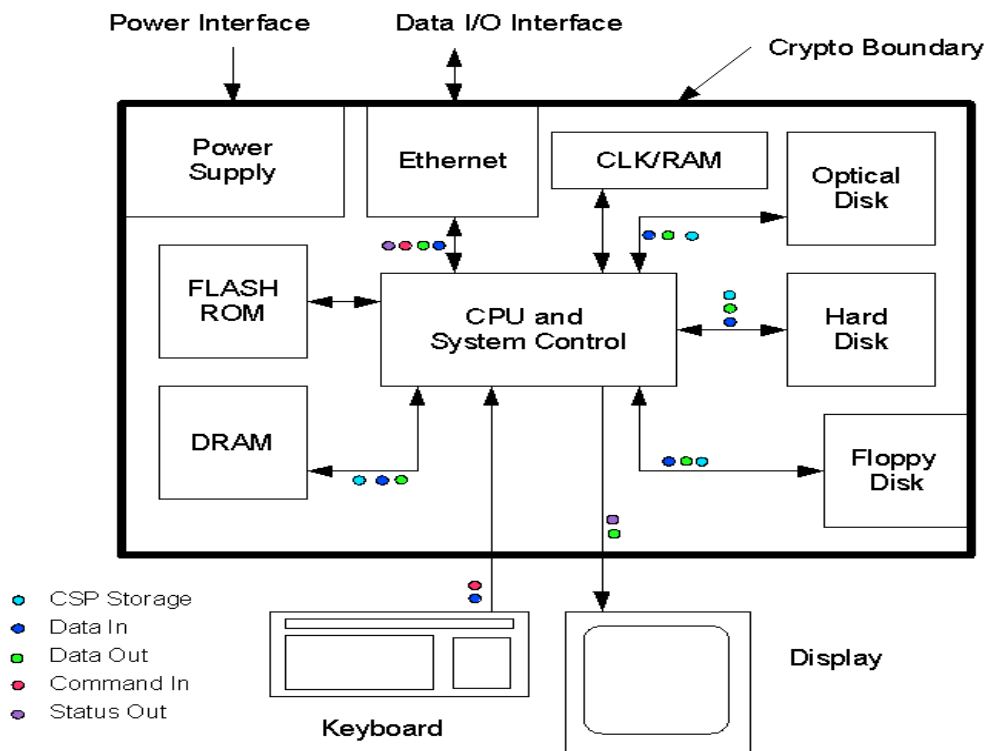 Power Interface
Data I/O Interface
Crypto Boundary
Power
Supply
Ethernet
CLK/RAM
Optical
Disk
FLASH
ROM
CPU and
System Control
Hard
Disk
DRAM
Floppy
Disk
CSP Storage
Data In
Data Out
Command In
Status Out
Keyboard
Display